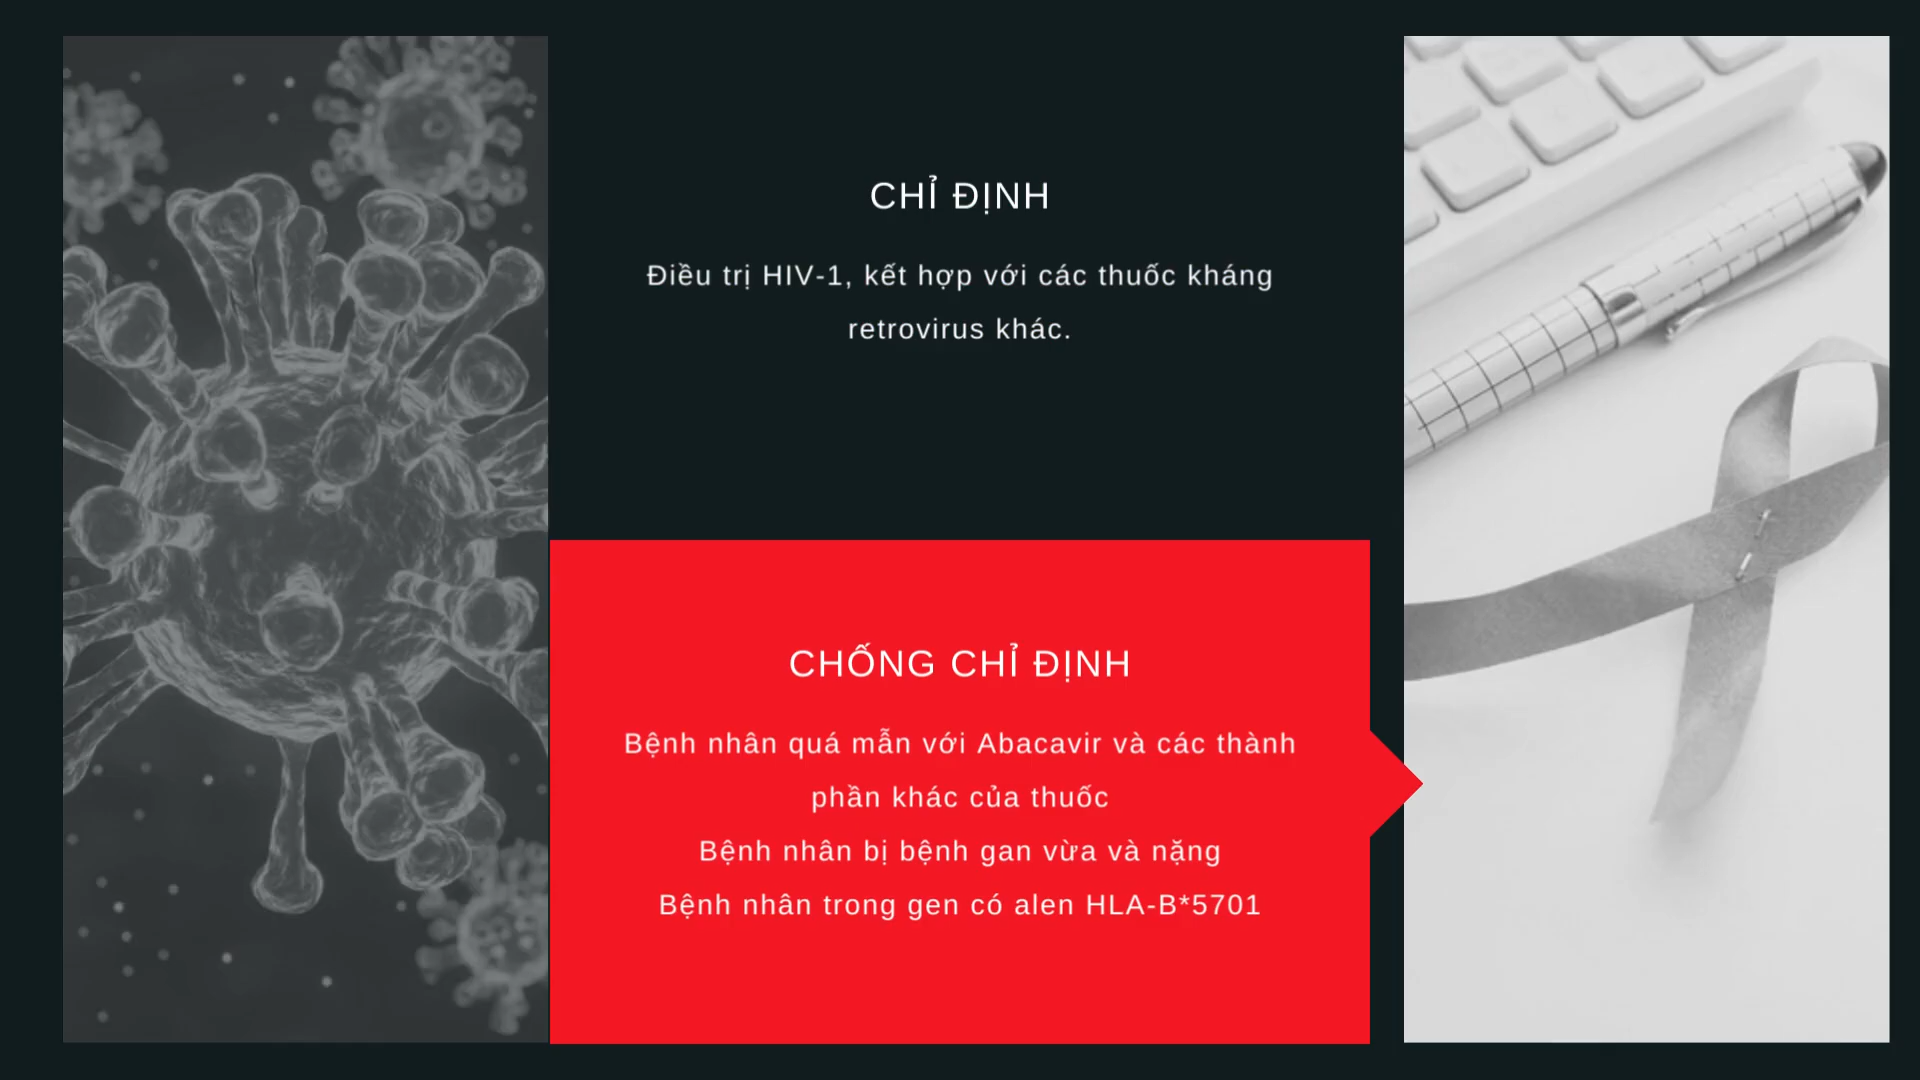 CHỈ ĐỊNH
Điều trị HIV-1, kết hợp với các thuốc kháng
retrovirus khác.
CHỐNG CHỈ ĐỊNH
Bệnh nhân quá mẫn với Abacavir và các thành
phần khác của thuốc
Bệnh nhân bị bệnh gan vừa và nặng
Bệnh nhân trong gen có alen HLA-B*5701